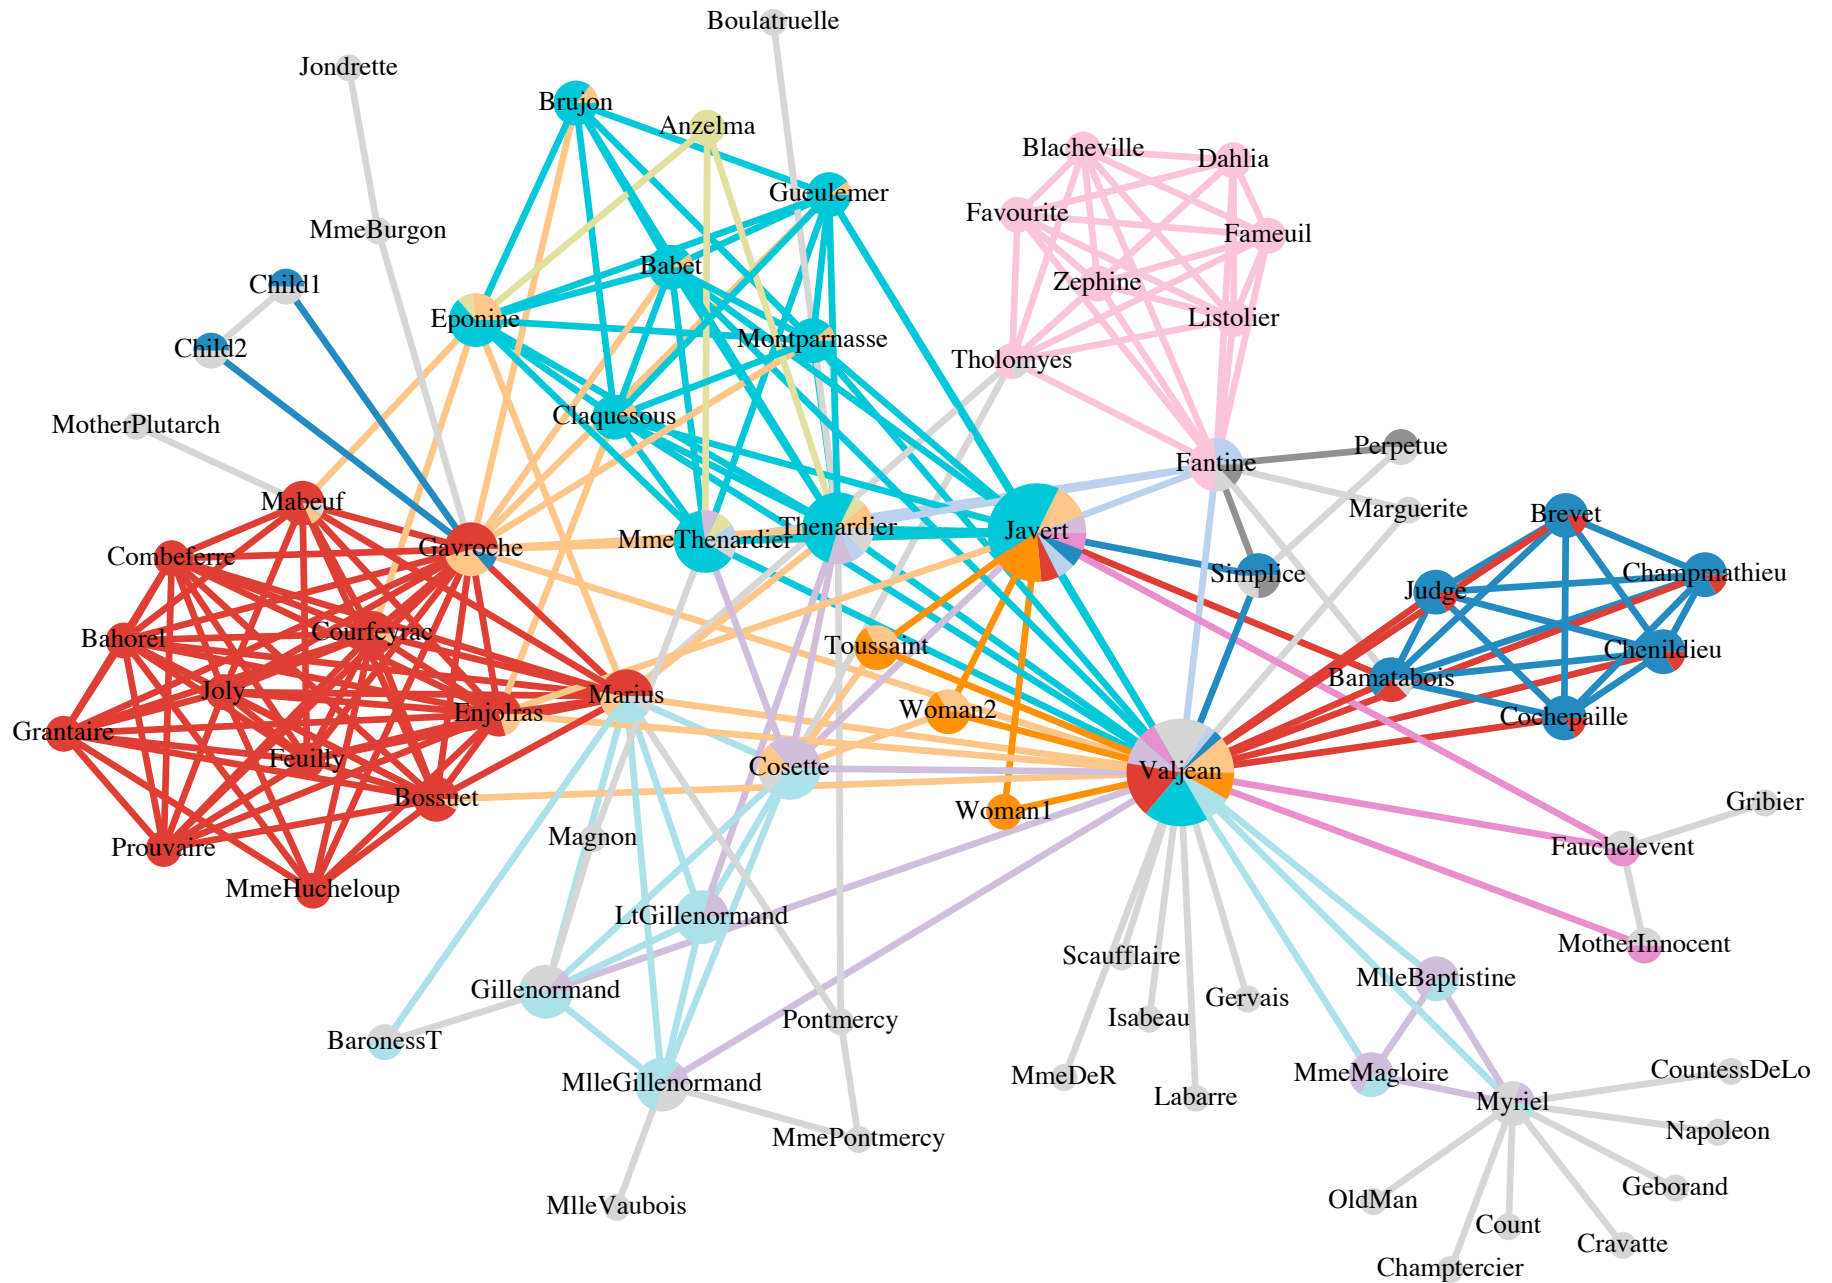 Boulatruelle
Jondrette
Brujon
Anzelma
Blacheville
Dahlia
Gueulemer
Favourite
MmeBurgon
Fameuil
Babet
Child1
Zephine
Eponine
Listolier
Montparnasse
Child2
Tholomyes
Claquesous
MotherPlutarch
Perpetue
Fantine
Mabeuf
Marguerite
Brevet
Thenardier
Javert
MmeThenardier
Gavroche
Combeferre
Simplice
Champmathieu
Judge
Courfeyrac
Bahorel
Toussaint
Chenildieu
Bamatabois
Joly
Marius
Woman2
Enjolras
Cochepaille
Grantaire
Feuilly
Cosette
Valjean
Bossuet
Woman1
Gribier
Magnon
Prouvaire
Fauchelevent
MmeHucheloup
LtGillenormand
MotherInnocent
Scaufflaire
MlleBaptistine
Gillenormand
Gervais
Isabeau
Pontmercy
BaronessT
CountessDeLo
MmeMagloire
MmeDeR
MlleGillenormand
Labarre
Myriel
Napoleon
MmePontmercy
Geborand
OldMan
MlleVaubois
Count
Cravatte
Champtercier